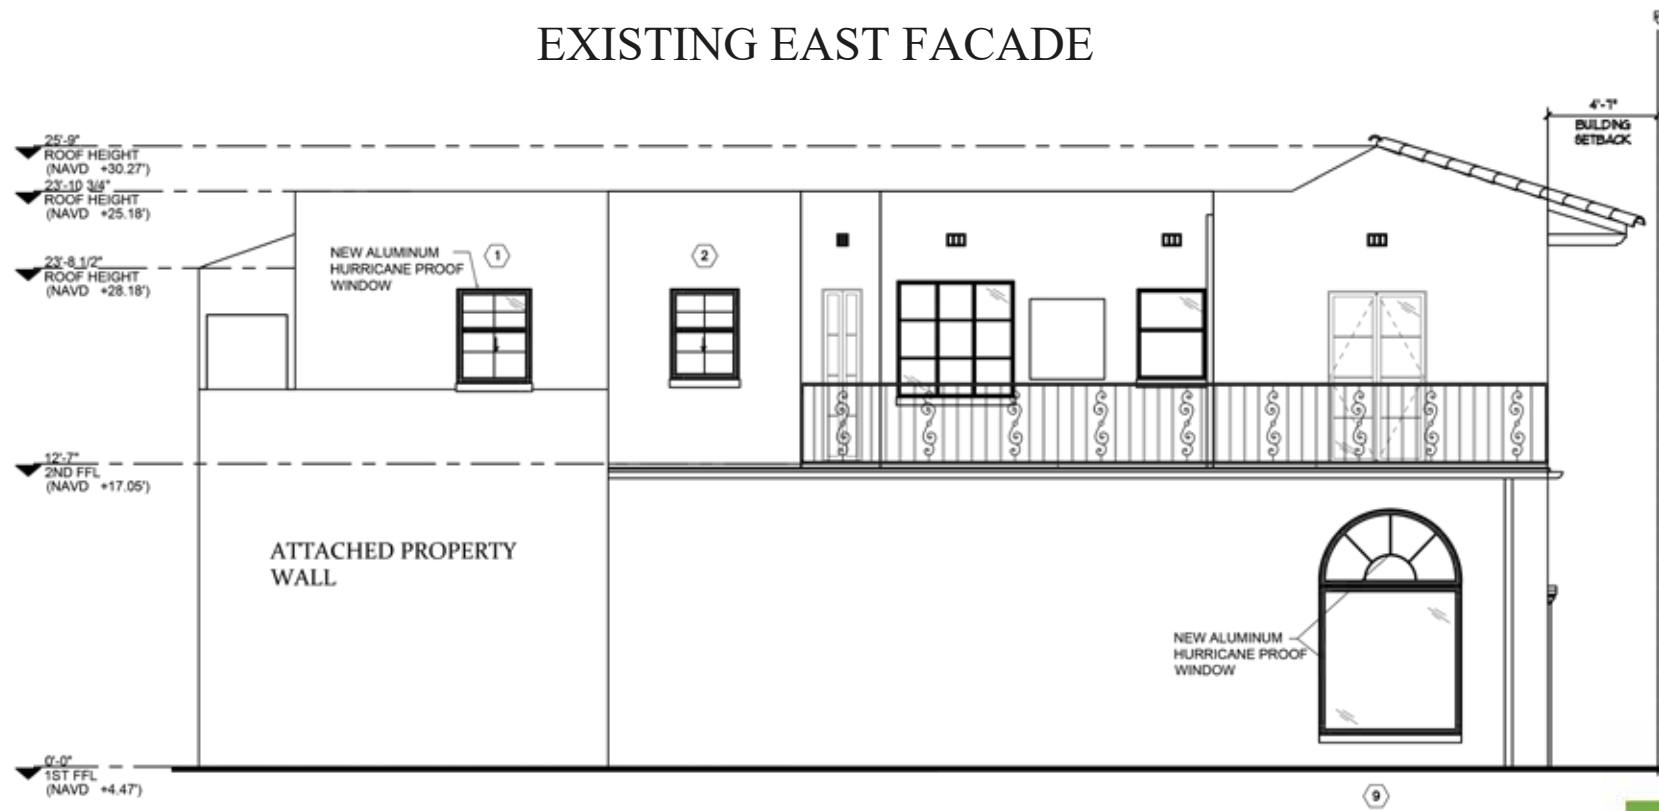 EXISTING EAST FACADE
4'-7"
BUILDING
SETBACK
25'-9"
ROOF HEIGHT
(NAVD +30.27')
23'-10 3/4"
ROOF HEIGHT
(NAVD +25.18')
23'-8 1/2"
ROOF HEIGHT
(NAVD +28.18')
NEW ALUMINUM
HURRICANE PROOF
WINDOW
1
2
12'-7"
2ND FFL
(NAVD +17.05')
ATTACHED PROPERTY
WALL
NEW ALUMINUM
HURRICANE PROOF
WINDOW
0'-0"
1ST FFL
(NAVD +4.47')
9